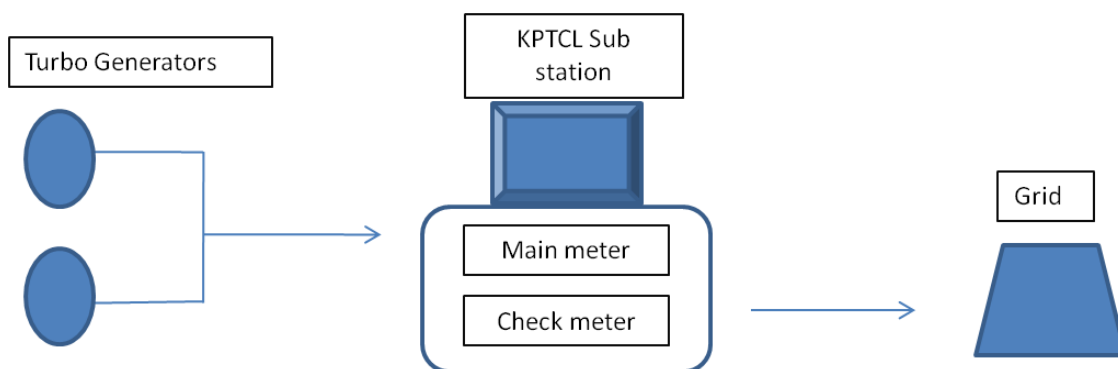 Turbo Generators
KPTCL Sub
station
Grid
Main meter
Check meter